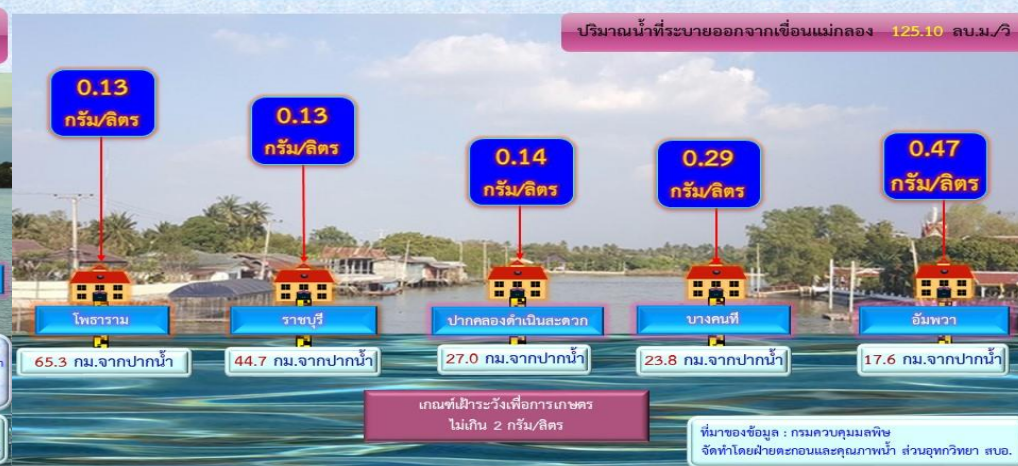 ปริมาณน้ำที่ระบายออกจากเขื่อนแม่กลอง 125.10 ลบ.ม./วิ
0.13
กรัม/ลิตร
0.13
กรัม/ลิตร
0.14
กรัม/ลิตร
0.29
กรัม/ลิตร
0.47
กรัม/ลิตร
โพธาราม
ราชบุรี
ปากคลองดำเนินสะดวก
บางคนที
อัมพวา
65.3 กม.จากปากน้ำ
44.7 กม.จากปากน้ำ
27.0 กม.จากปากน้ำ
23.8 กม.จากปากน้ำ
17.6 กม.จากปากน้ำ
เกณฑ์เฝ้าระวังเพื่อการเกษตร
ไม่เกิน 2 กรัม/ลิตร
ที่มาของข้อมูล : กรมควบคุมมลพิษ
จัดทำโดยฝ่ายตะกอนและคุณภาพน้ำ ส่วนอุทกวิทยา สบอ.